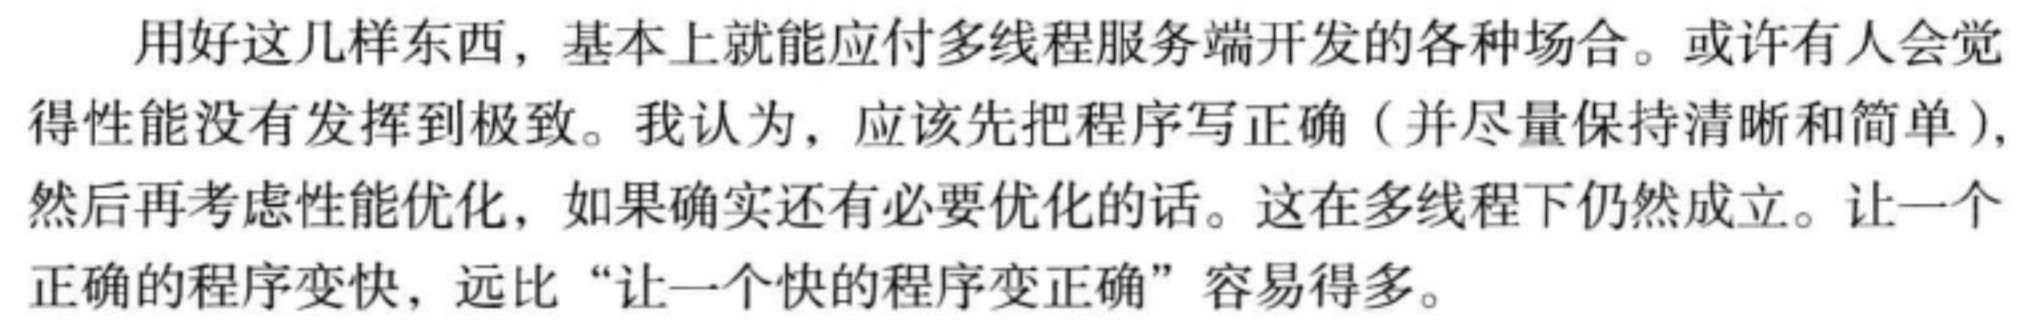 用好这几样东西，基本上就能应付多线程服务端开发的各种场合。或许有人会觉
得性能没有发挥到极致。我认为，应该先把程序写正确（并尽量保持清晰和简单），
然后再考虑性能优化，如果确实还有必要优化的话。这在多线程下仍然成立。让一个
正确的程序变快，远比“让一个快的程序变正确”容易得多。